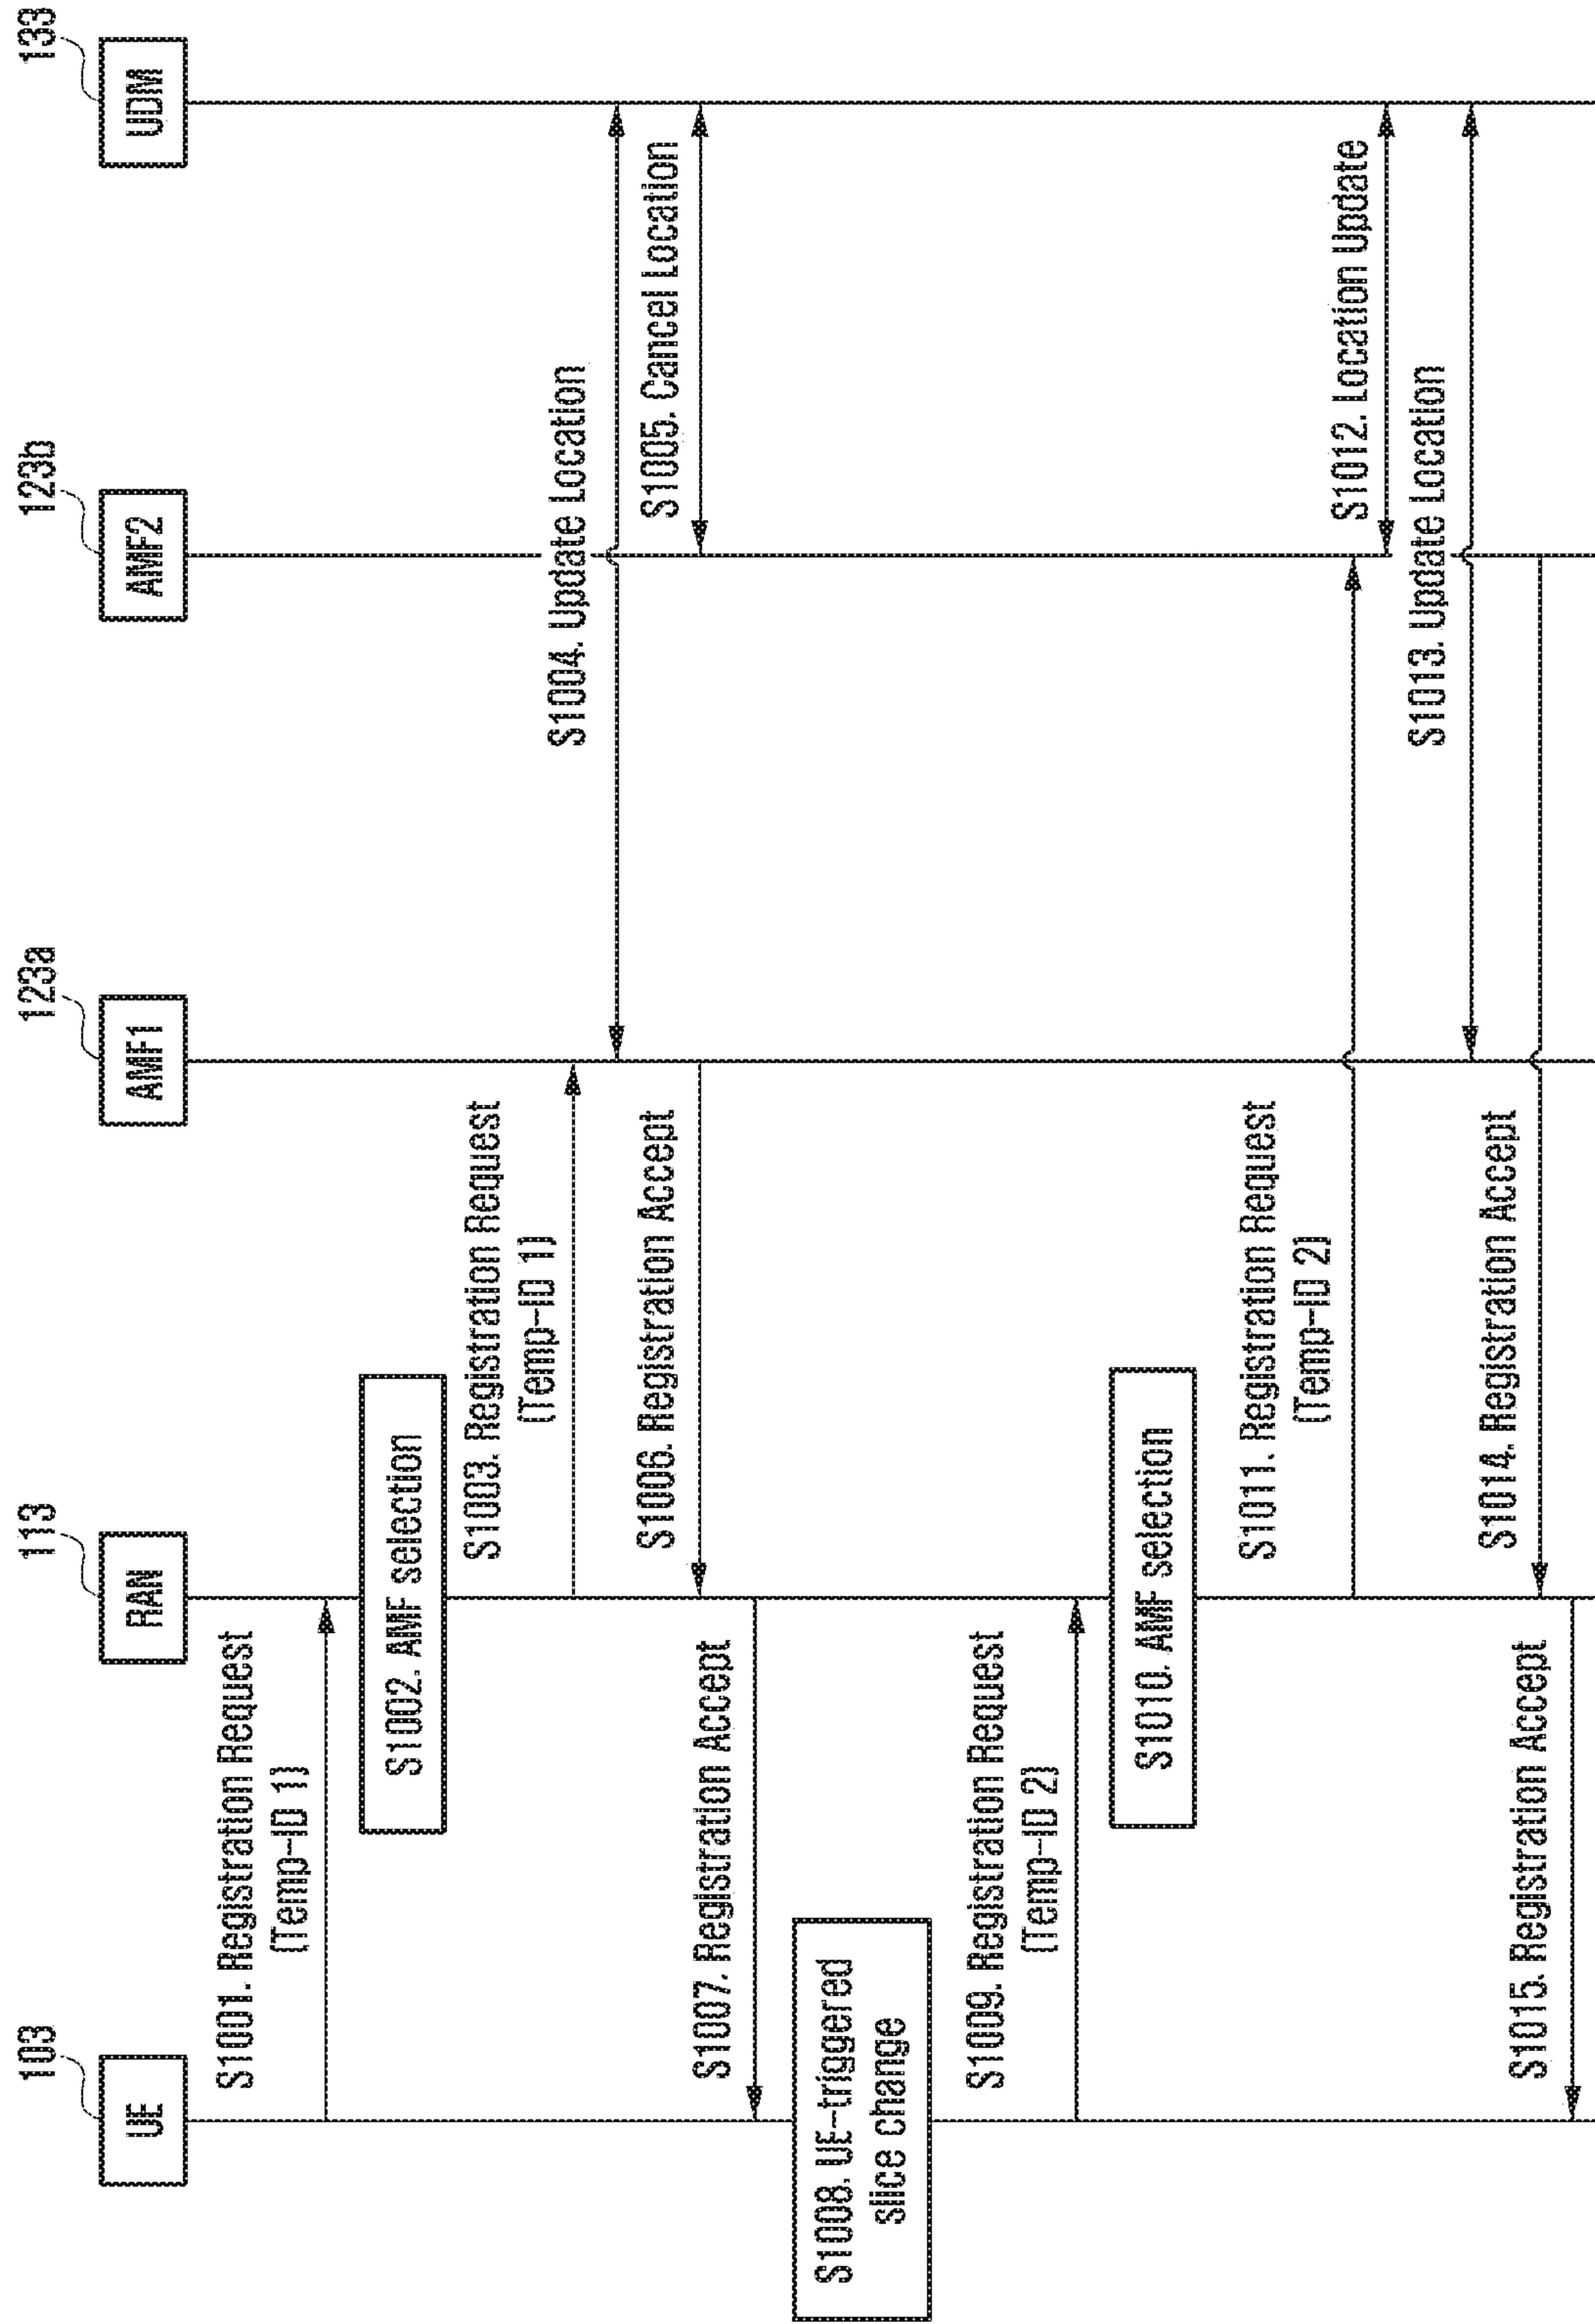 103
113
123a
123b
133
UE
RAN
AMF1
AMF2
UDM
S1001. Registration Request
(Temp-ID 1)
S1002. AMF selection
S1003. Registration Request
(Temp-ID 1)
S1004. Update Location
S1005. Cancel Location
S1006. Registration Accept
S1007. Registration Accept
S1008. UE-triggered
slice change
S1009. Registration Request
(Temp-ID 2)
S1010. AMF selection
S1011. Registration Request
(Temp-ID 2)
S1012. Location Update
S1013. Update Location
S1014. Registration Accept
S1015. Registration Accept